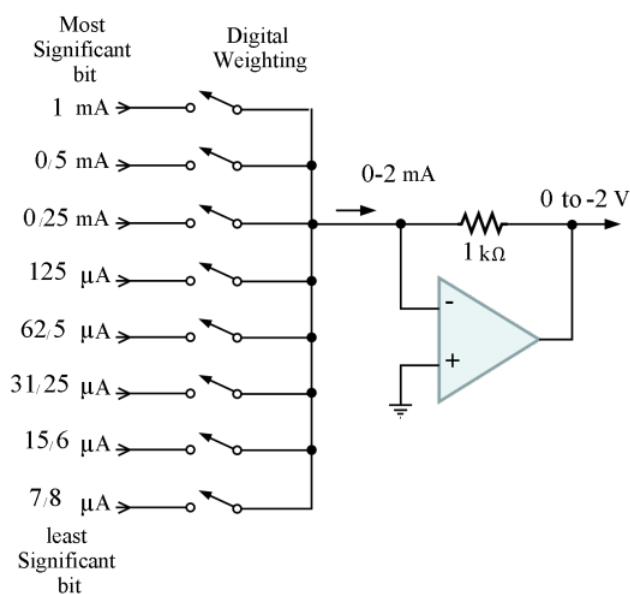 Most
Significant
bit
Digital
Weighting
1 mA
0/5 mA
0/25 mA
125 μA
62/5 μA
31/25 μA
15/6 μA
7/8 μA
least
Significant
bit
0-2 mA
0 to -2 V
1 kΩ
-
+